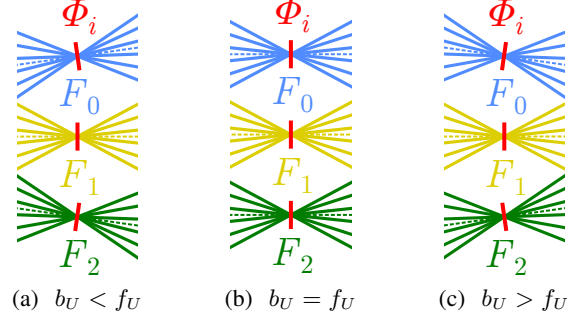 Φ_i Φ_i Φ_i
F_0 F_0 F_0
F_1 F_1 F_1
F_2 F_2 F_2
(a) b_U < f_U (b) b_U = f_U (c) b_U > f_U